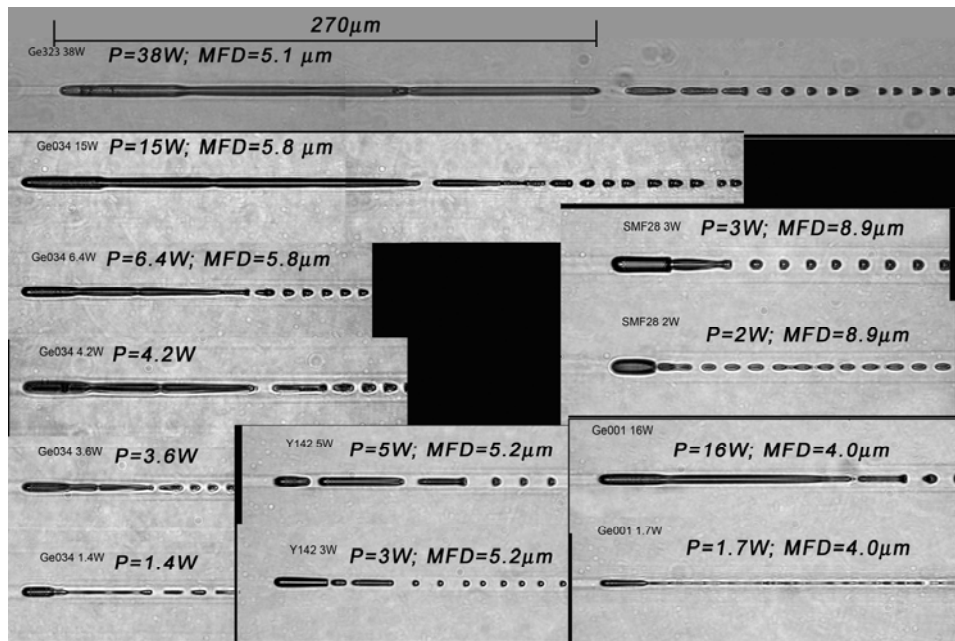 270μm
Ge323 38W P=38W; MFD=5.1 μm
Ge034 15W P=15W; MFD=5.8 μm
SMF28 3W P=3W; MFD=8.9μm
Ge034 6.4W P=6.4W; MFD=5.8μm
SMF28 2W P=2W; MFD=8.9μm
Ge034 4.2W P=4.2W
Ge034 3.6W P=3.6W
Y142 5W P=5W; MFD=5.2μm
Ge001 16W P=16W; MFD=4.0μm
Ge034 1.4W P=1.4W
Y142 3W P=3W; MFD=5.2μm
Ge001 1.7W P=1.7W; MFD=4.0μm